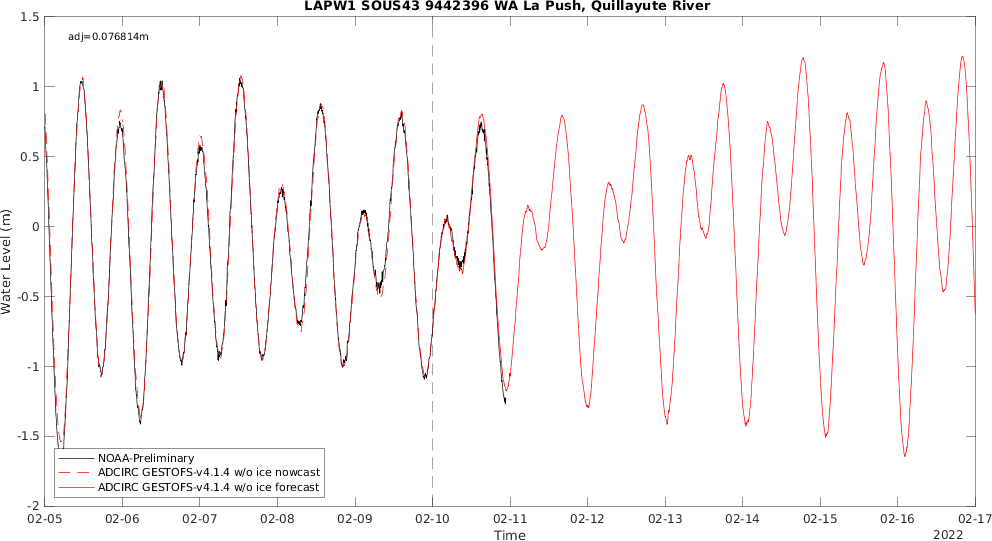 LAPW1 SOUS43 9442396 WA La Push, Quillayute River
adj=0.076814m
Water Level (m)
1.5
1
0.5
0
-0.5
-1
-1.5
-2
NOAA-Preliminary
ADCIRC GESTOFS-v4.1.4 w/o ice nowcast
ADCIRC GESTOFS-v4.1.4 w/o ice forecast
02-05 02-06 02-07 02-08 02-09 02-10 02-11 02-12 02-13 02-14 02-15 02-16 02-17
Time
2022